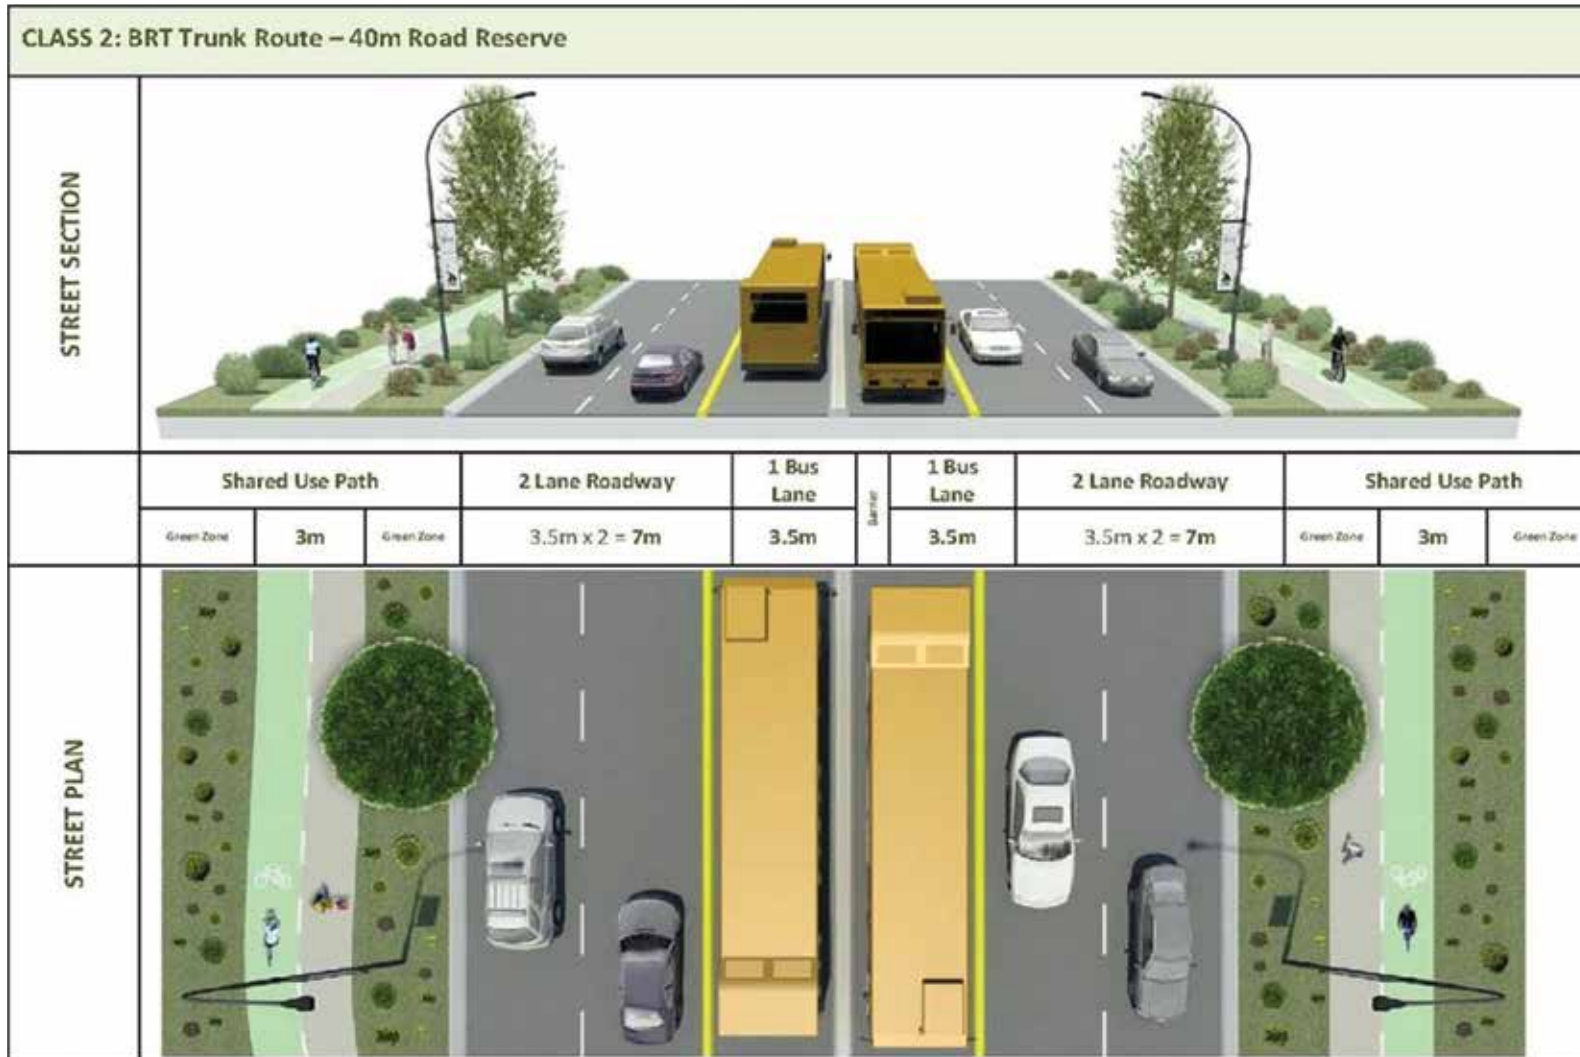 CLASS 2: BRT Trunk Route – 40m Road Reserve
STREET SECTION
Shared Use Path
2 Lane Roadway
1 Bus
Lane
Barrier
1 Bus
Lane
2 Lane Roadway
Shared Use Path
Green Zone
3m
Green Zone
3.5m x 2 = 7m
3.5m
3.5m
3.5m x 2 = 7m
Green Zone
3m
Green Zone
STREET PLAN